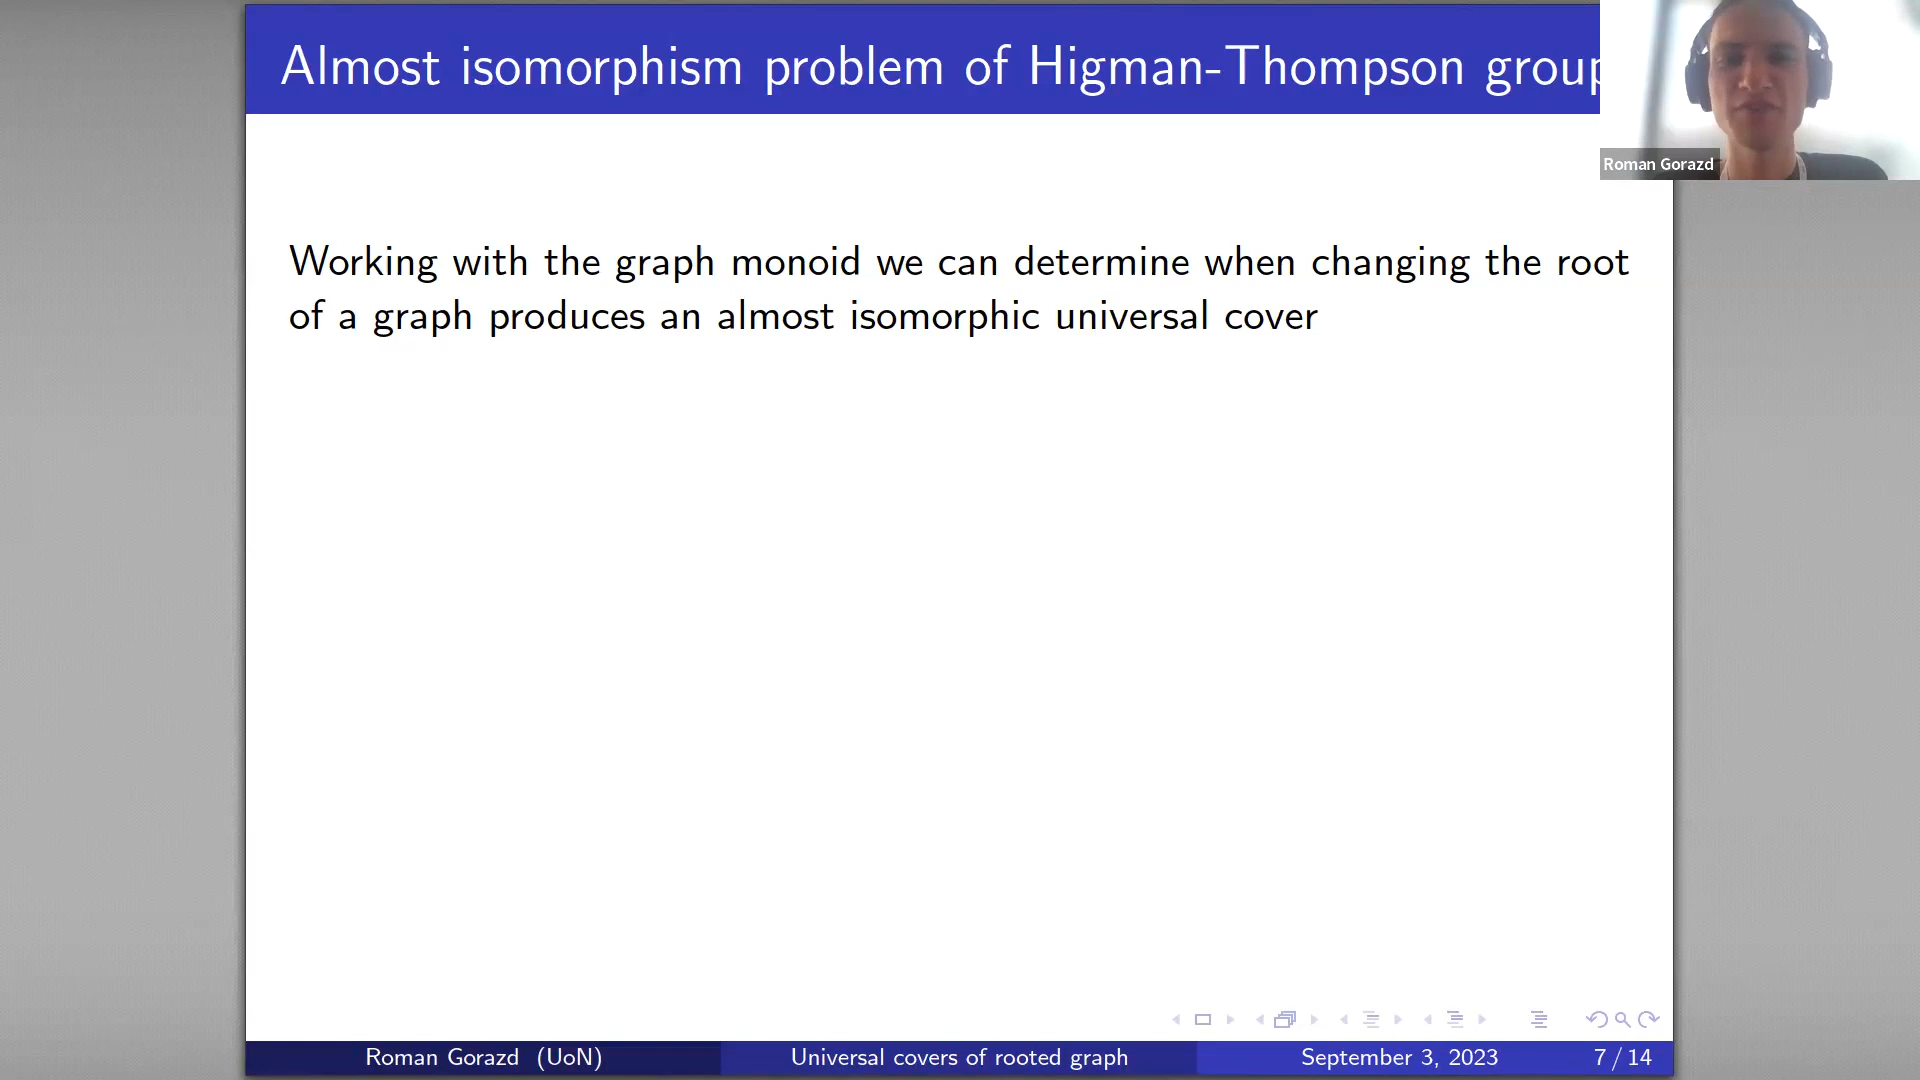 Almost isomorphism problem of Higman-Thompson group
Roman Gorazd
Working with the graph monoid we can determine when changing the root
of a graph produces an almost isomorphic universal cover
Roman Gorazd (UoN)
Universal covers of rooted graph
September 3, 2023
7 / 14